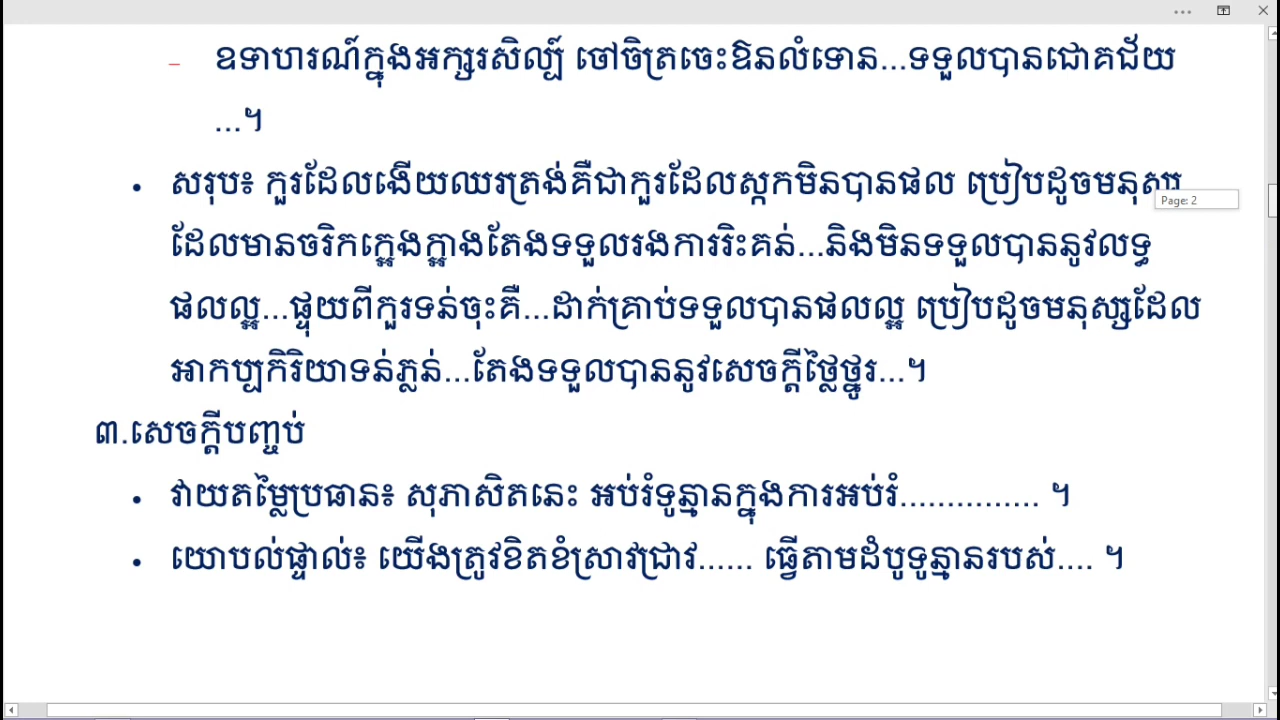 ឧទាហរណ៍ក្នុងអក្សរសិល្ប៍ ចៅចិត្រចេះឱនលំទោន...ទទួលបានជោគជ័យ
...។
• សរុប៖ កួរដែលងើយឈរត្រង់គឺជាកួរដែលស្កកមិនបានផល ប្រៀបដូចមនុស្ស
Page: 2
ដែលមានចរិកក្អេងក្អាងតែងទទួលរងការរិះគន់...និងមិនទទួលបាននូវលទ្ធ
ផលល្អ...ផ្ទុយពីកួរទន់ចុះគឺ...ដាក់គ្រាប់ទទួលបានផលល្អ ប្រៀបដូចមនុស្សដែល
អាកប្បកិរិយាទន់ភ្លន់...តែងទទួលបាននូវសេចក្តីថ្លៃថ្នូរ...។
៣.សេចក្តីបញ្ចប់
• វាយតម្លៃប្រធាន៖ សុភាសិតនេះ អប់រំទូន្មានក្នុងការអប់រំ............... ។
• យោបល់ផ្ទាល់៖ យើងត្រូវខិតខំស្រាវជ្រាវ...... ធ្វើតាមដំបូទូន្មានរបស់.... ។